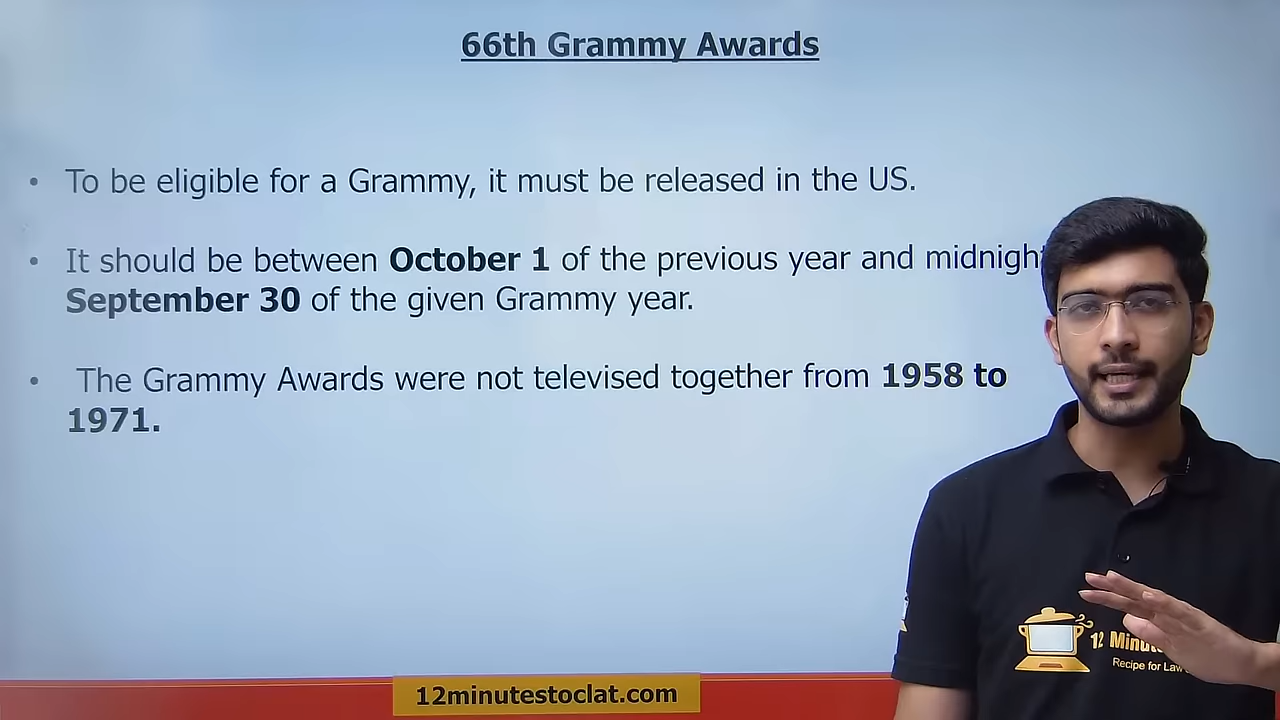 66th Grammy Awards
• To be eligible for a Grammy, it must be released in the US.
• It should be between October 1 of the previous year and midnight
September 30 of the given Grammy year.
• The Grammy Awards were not televised together from 1958 to
1971.
12 Minu
Recipe for Law
12minutestoclat.com